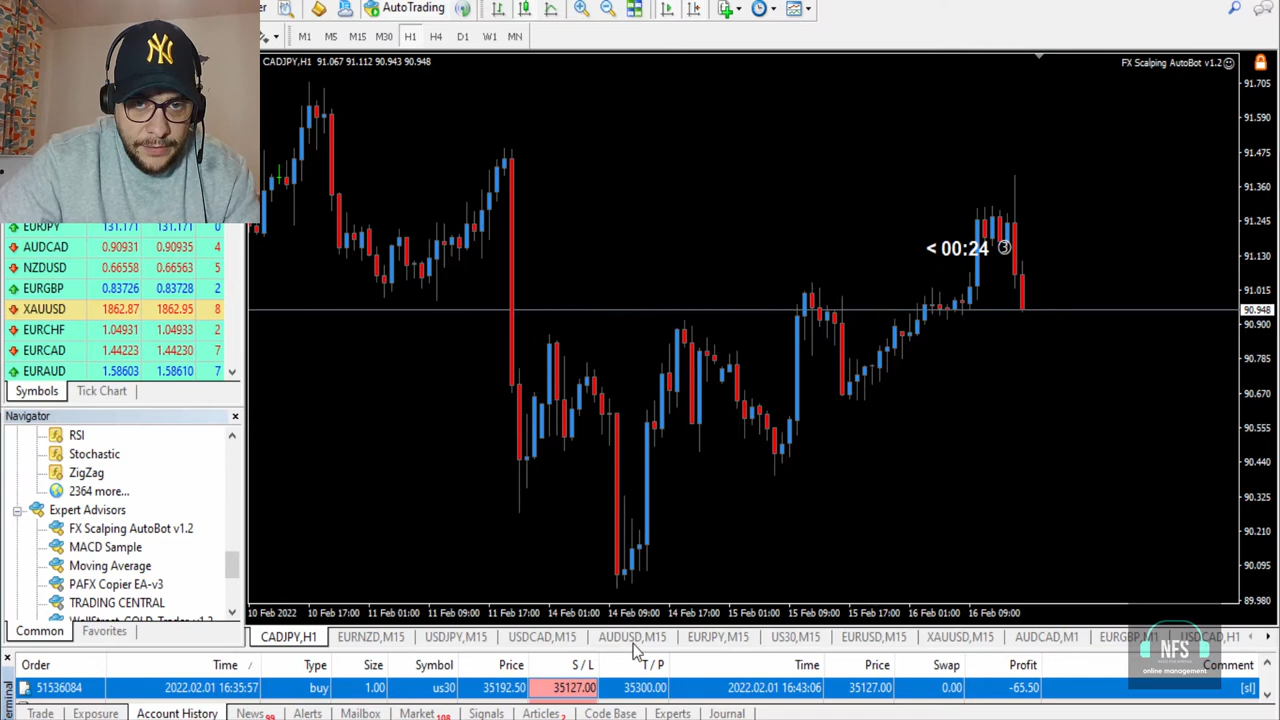 er AutoTrading
M1 M5 M15 M30 H1 H4 D1 W1 MN
CADJPY,H1 91.067 91.112 90.943 90.948
FX Scalping AutoBot v1.2
91.705
91.590
91.475
91.360
91.245
91.130
91.015
90.948
90.900
90.785
90.670
90.555
90.440
90.325
90.210
90.095
89.980
< 00:24 3
NY
EURJPY 131.171 131.171 0
AUDCAD 0.90931 0.90935 4
NZDUSD 0.66558 0.66563 5
EURGBP 0.83726 0.83728 2
XAUUSD 1862.87 1862.95 8
EURCHF 1.04931 1.04933 2
EURCAD 1.44223 1.44230 7
EURAUD 1.58603 1.58610 7
Symbols Tick Chart
Navigator
RSI
Stochastic
ZigZag
2364 more...
Expert Advisors
FX Scalping AutoBot v1.2
MACD Sample
Moving Average
PAFX Copier EA-v3
TRADING CENTRAL
WallStreet_GOLD_Trader
Common Favorites
10 Feb 2022 10 Feb 17:00 11 Feb 01:00 11 Feb 09:00 11 Feb 17:00 14 Feb 01:00 14 Feb 09:00 14 Feb 17:00 15 Feb 01:00 15 Feb 09:00 15 Feb 17:00 16 Feb 01:00 16 Feb 09:00
CADJPY,H1 EURNZD,M15 USDJPY,M15 USDCAD,M15 AUDUSD,M15 EURJPY,M15 US30,M15 EURUSD,M15 XAUUSD,M15 AUDCAD,M1 EURGBP,M1 USDCAD,H1
NFS
online management
Order Time / Type Size Symbol Price S / L T / P Time Price Swap Profit Comment
51536084 2022.02.01 16:35:57 buy 1.00 us30 35192.50 35127.00 35300.00 2022.02.01 16:43:06 35127.00 0.00 -65.50 [sl]
Terminal
Trade Exposure Account History News 99 Alerts Mailbox Market 108 Signals Articles 2 Code Base Experts Journal